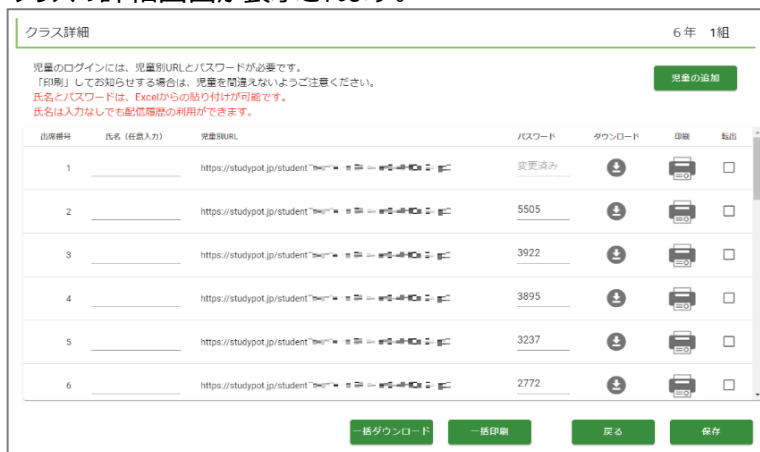 クラス詳細 6年 1組
児童のログインには、児童別URLとパスワードが必要です。
「印刷」してお知らせする場合は、児童を間違えないようご注意ください。
氏名とパスワードは、Excelからの貼り付けが可能です。
氏名は入力なしでも配信履歴の利用ができます。
児童の追加
出席番号 氏名（任意入力） 児童別URL パスワード ダウンロード 印刷 転出
1 https://studypot.jp/student 変更済み
2 https://studypot.jp/student 5505
3 https://studypot.jp/student 3922
4 https://studypot.jp/student 3895
5 https://studypot.jp/student 3237
6 https://studypot.jp/student 2772
一括ダウンロード 一括印刷 戻る 保存